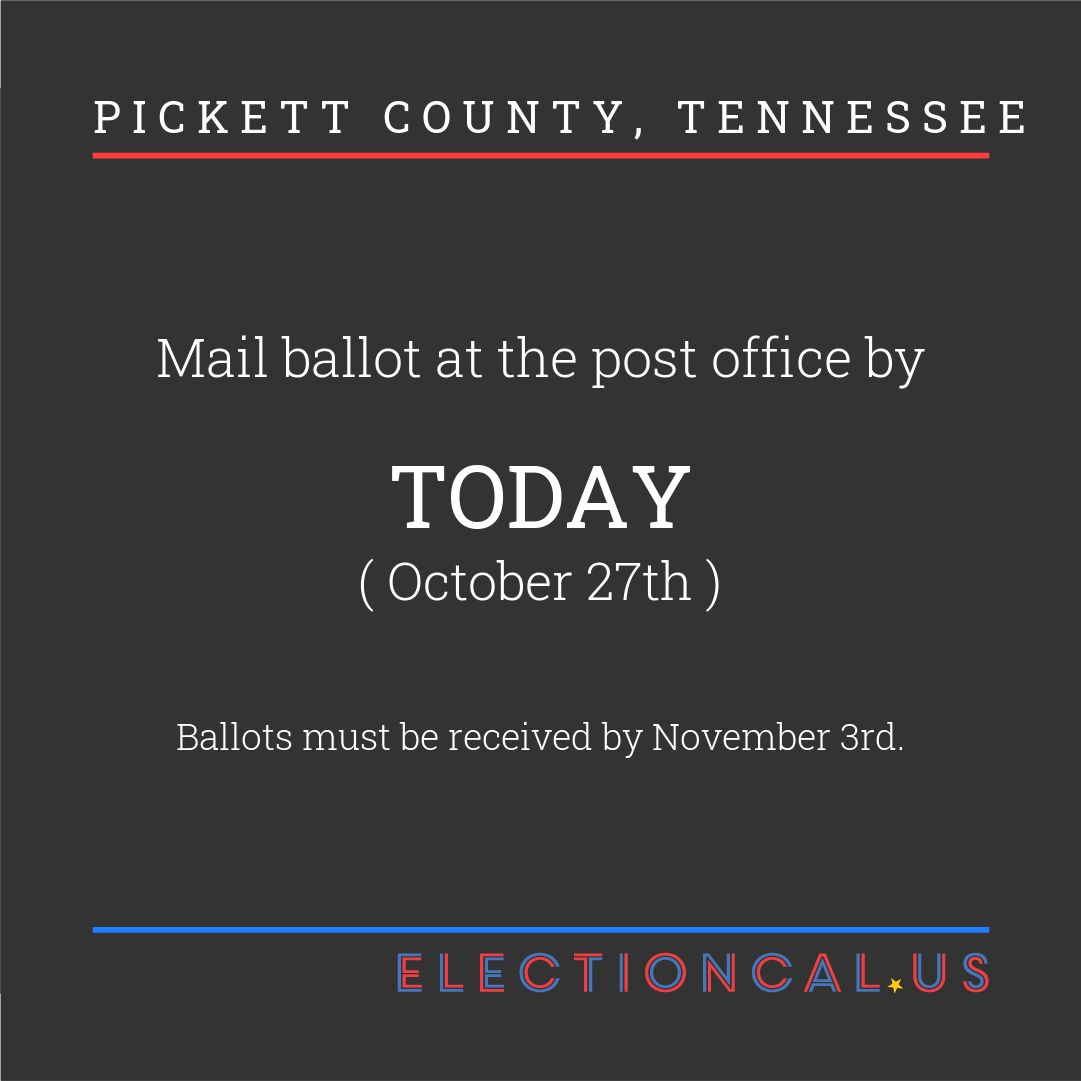 PICKETT COUNTY, TENNESSEE
Mail ballot at the post office by
TODAY
( October 27th )
Ballots must be received by November 3rd.
ELECTIONCAL.US